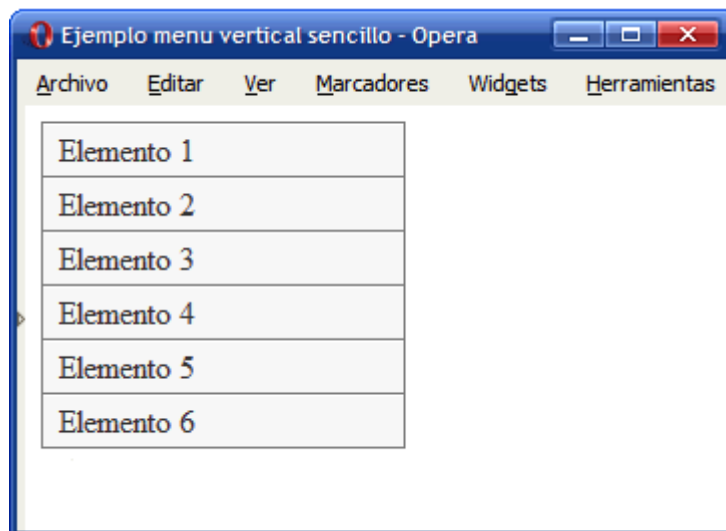 Ejemplo menu vertical sencillo - Opera
Archivo Editar Ver Marcadores Widgets Herramientas
Elemento 1
Elemento 2
Elemento 3
Elemento 4
Elemento 5
Elemento 6